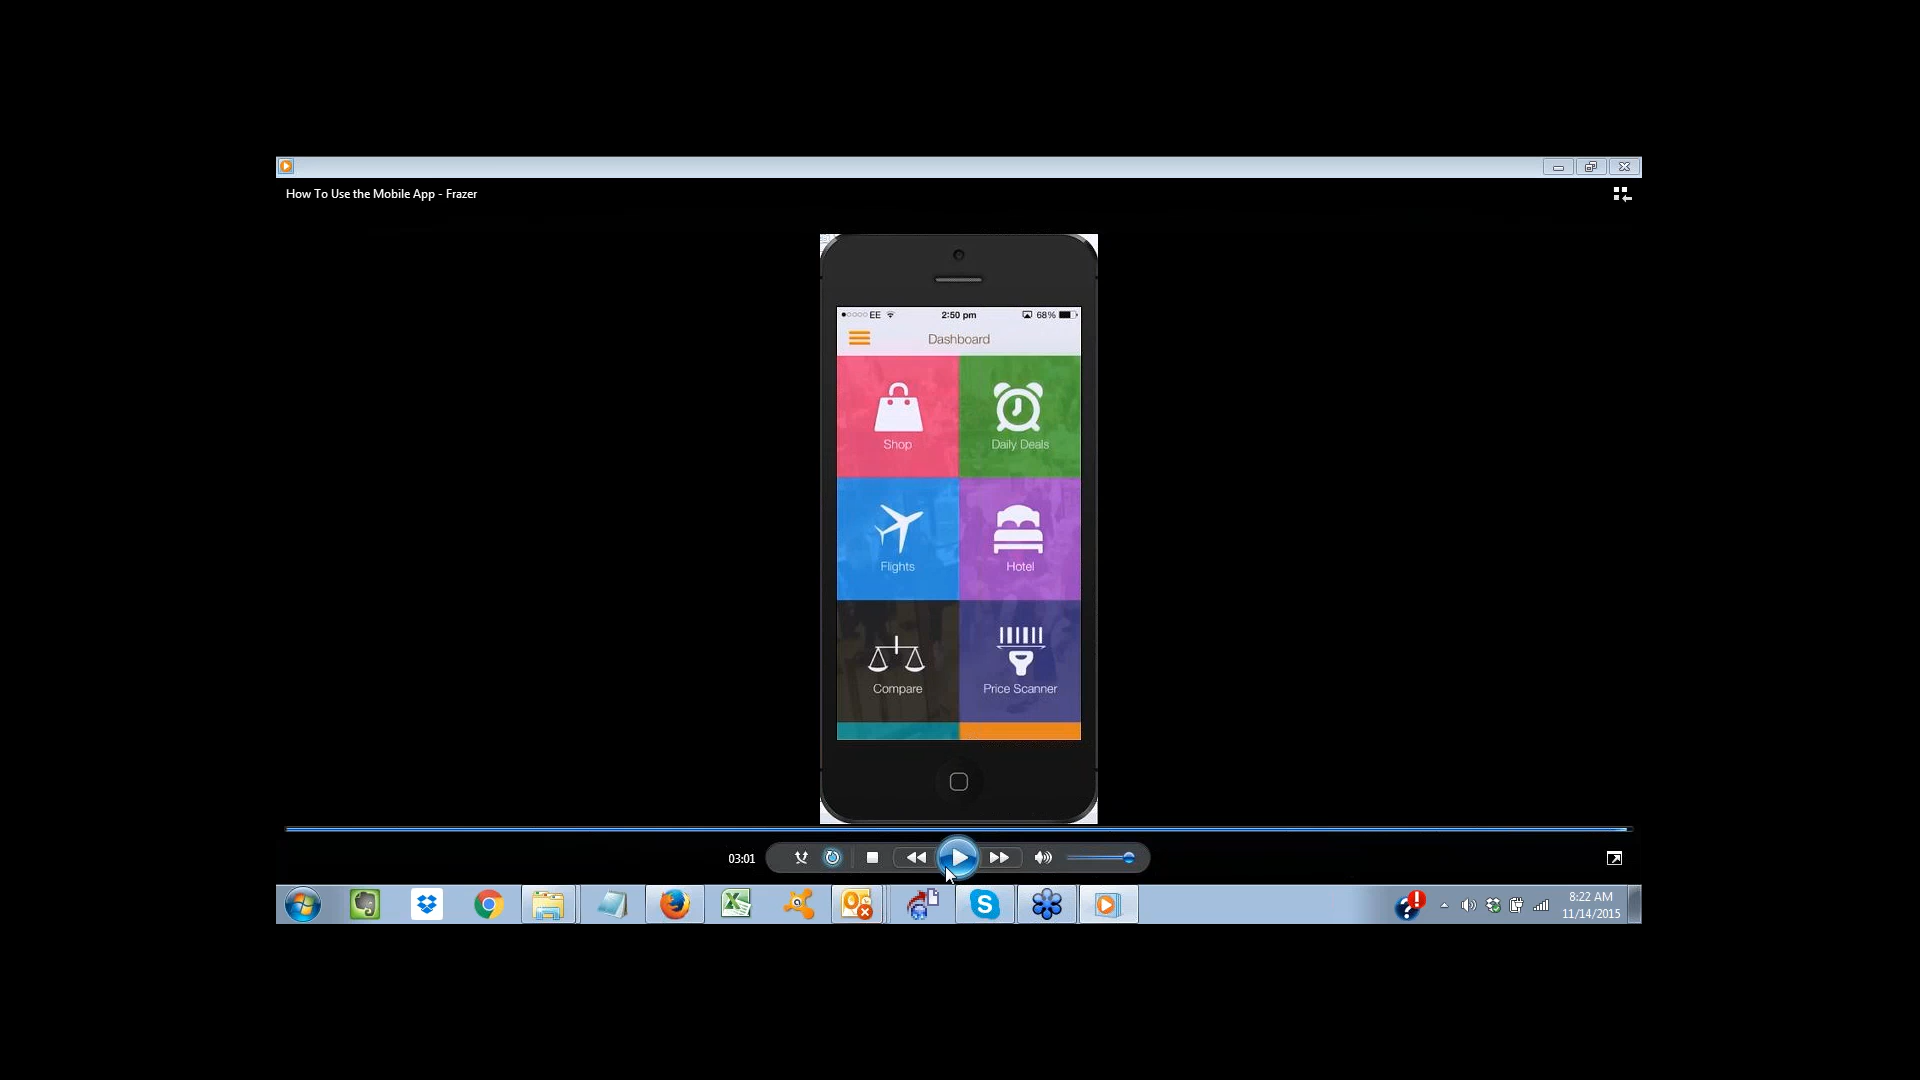 How To Use the Mobile App - Frazer
EE 2:50 pm 68%
Dashboard
Shop Daily Deals
Flights Hotel
Compare Price Scanner
03:01
8:22 AM
11/14/2015